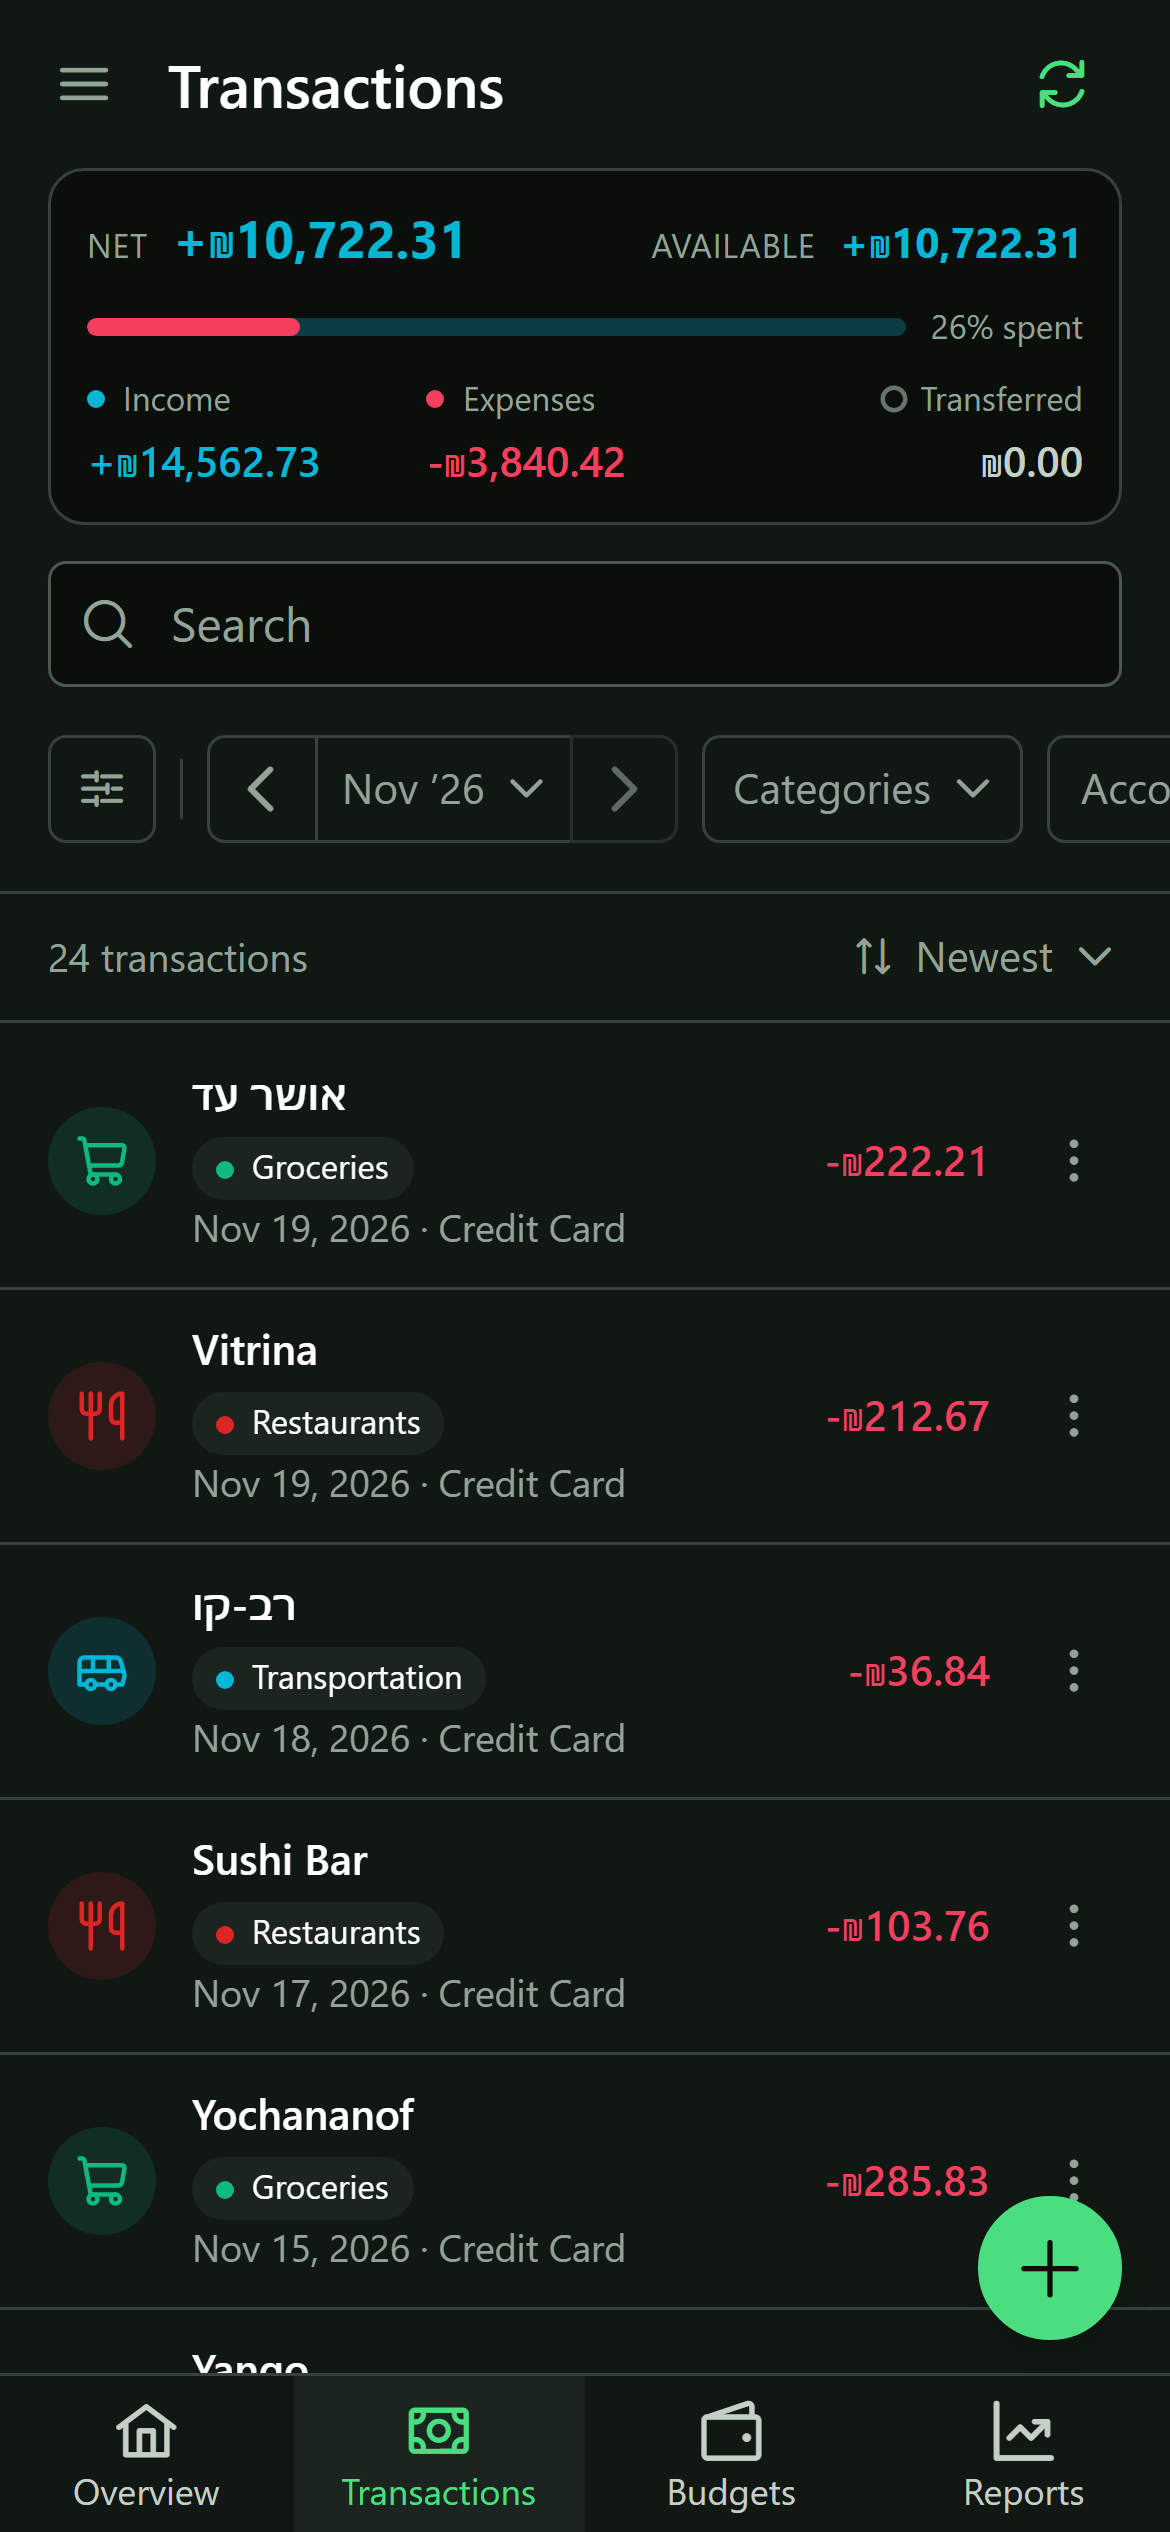 Transactions
NET +₪10,722.31 AVAILABLE +₪10,722.31
26% spent
Income Expenses Transferred
+₪14,562.73 -₪3,840.42 ₪0.00
Search
Nov ’26 Categories Acco
24 transactions Newest
אושר עד
Groceries
-₪222.21
Nov 19, 2026 · Credit Card
Vitrina
Restaurants
-₪212.67
Nov 19, 2026 · Credit Card
רב-קו
Transportation
-₪36.84
Nov 18, 2026 · Credit Card
Sushi Bar
Restaurants
-₪103.76
Nov 17, 2026 · Credit Card
Yochananof
Groceries
-₪285.83
Nov 15, 2026 · Credit Card
Yango
Overview Transactions Budgets Reports